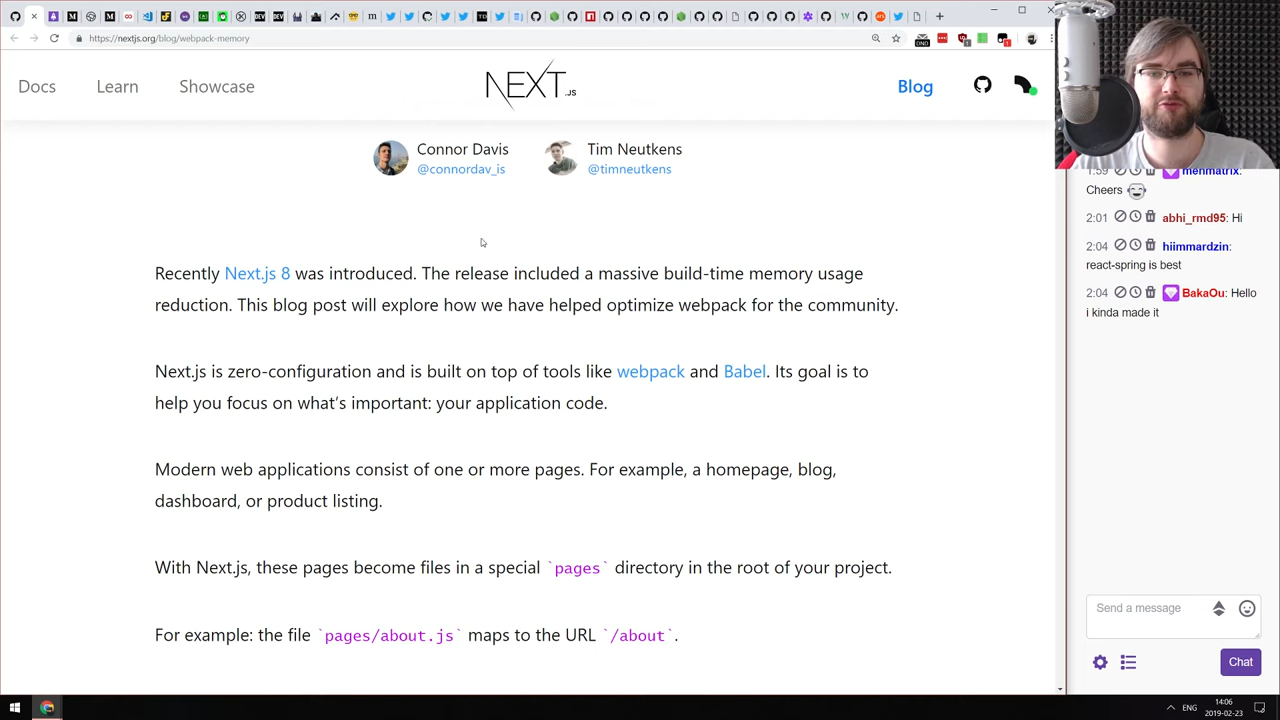 https://nextjs.org/blog/webpack-memory
Docs
Learn
Showcase
NEXT.JS
Blog
Connor Davis
@connordav_is
Tim Neutkens
@timneutkens
Recently Next.js 8 was introduced. The release included a massive build-time memory usage
reduction. This blog post will explore how we have helped optimize webpack for the community.
Next.js is zero-configuration and is built on top of tools like webpack and Babel. Its goal is to
help you focus on what's important: your application code.
Modern web applications consist of one or more pages. For example, a homepage, blog,
dashboard, or product listing.
With Next.js, these pages become files in a special `pages` directory in the root of your project.
For example: the file `pages/about.js` maps to the URL `/about`.
1:59 menmatrix:
Cheers
2:01 abhi_rmd95: Hi
2:04 hiimmardzin:
react-spring is best
2:04 BakaOu: Hello
i kinda made it
Send a message
Chat
ENG
14:06
2019-02-23